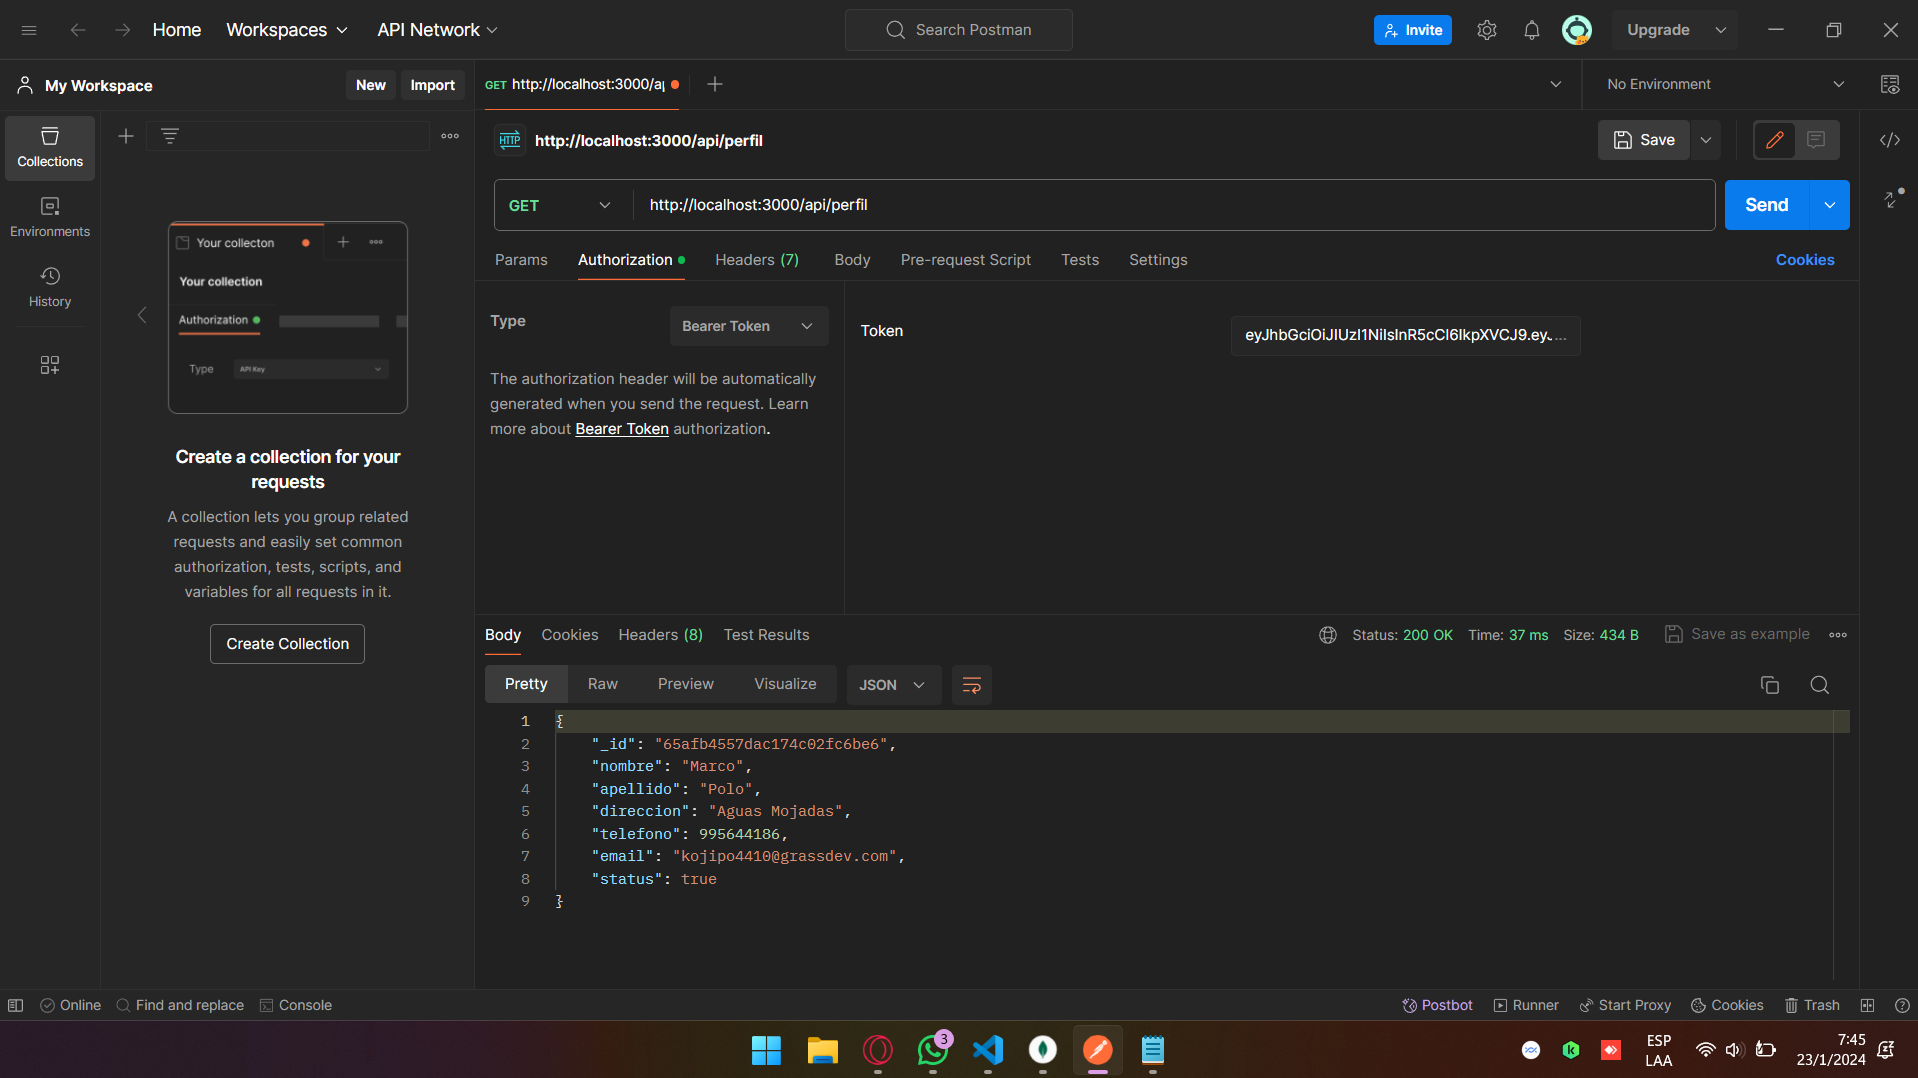 Home
Workspaces
API Network
Search Postman
Invite
Upgrade
My Workspace
New
Import
GET http://localhost:3000/ap
No Environment
Collections
Environments
History
Your collecton
Your collection
Authorization
Type
API Key
Create a collection for your
requests
A collection lets you group related
requests and easily set common
authorization, tests, scripts, and
variables for all requests in it.
Create Collection
HTTP
http://localhost:3000/api/perfil
Save
GET
http://localhost:3000/api/perfil
Send
Params
Authorization
Headers (7)
Body
Pre-request Script
Tests
Settings
Cookies
Type
Bearer Token
The authorization header will be automatically
generated when you send the request. Learn
more about Bearer Token authorization.
Token
eyJhbGciOiJIUzI1NiIsInR5cCI6IkpXVCJ9.eyJ...
Body
Cookies
Headers (8)
Test Results
Status: 200 OK
Time: 37 ms
Size: 434 B
Save as example
Pretty
Raw
Preview
Visualize
JSON
1 {
2 "_id": "65afb4557dac174c02fc6be6",
3 "nombre": "Marco",
4 "apellido": "Polo",
5 "direccion": "Aguas Mojadas",
6 "telefono": 995644186,
7 "email": "kojipo4410@grassdev.com",
8 "status": true
9 }
Online
Find and replace
Console
Postbot
Runner
Start Proxy
Cookies
Trash
3
ESP
LAA
7:45
23/1/2024